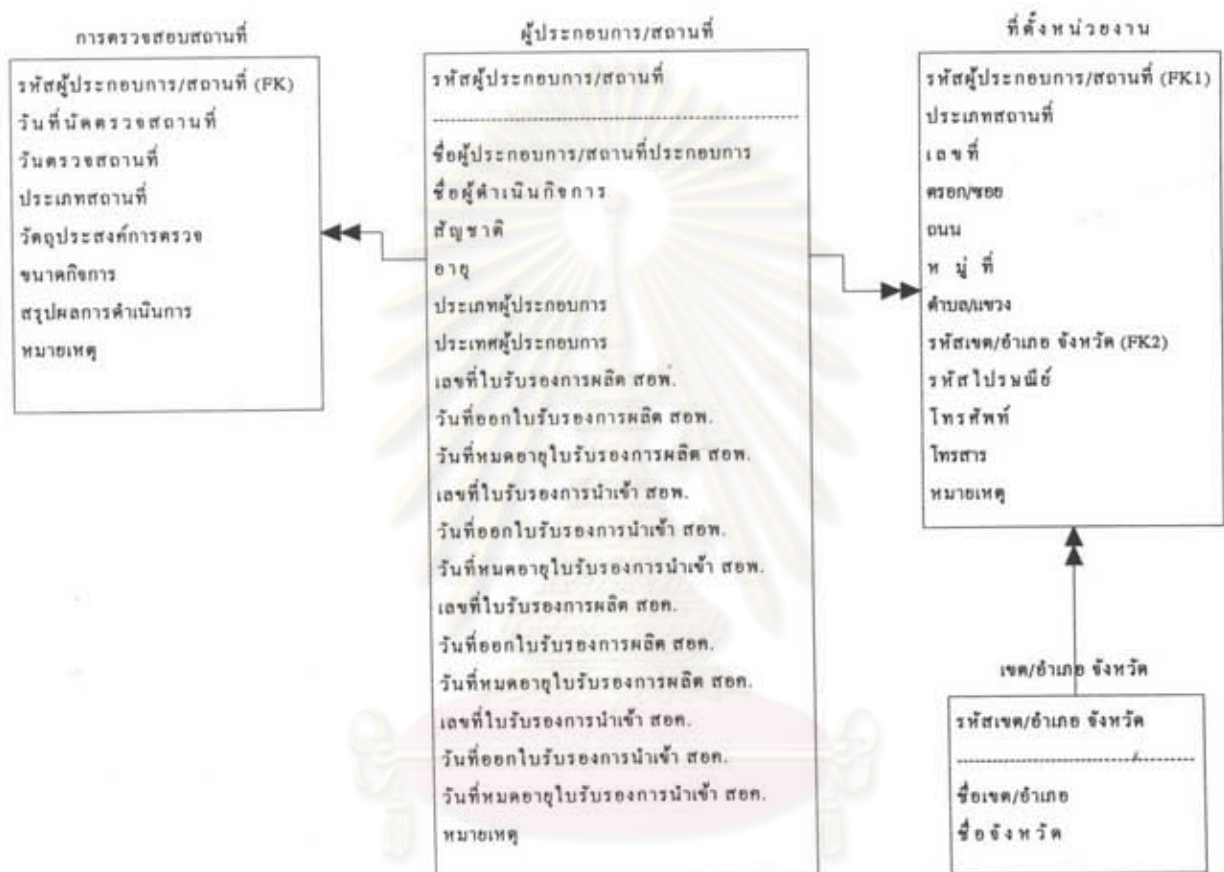 การตรวจสอบสถานที่
รหัสผู้ประกอบการ/สถานที่ (FK)
วันที่นัดตรวจสถานที่
วันตรวจสถานที่
ประเภทสถานที่
วัตถุประสงค์การตรวจ
ขนาดกิจการ
สรุปผลการดำเนินการ
หมายเหตุ
ผู้ประกอบการ/สถานที่
รหัสผู้ประกอบการ/สถานที่
ชื่อผู้ประกอบการ/สถานที่ประกอบการ
ชื่อผู้ดำเนินกิจการ
สัญชาติ
อายุ
ประเภทผู้ประกอบการ
ประเทศผู้ประกอบการ
เลขที่ใบรับรองการผลิต สอพ.
วันที่ออกใบรับรองการผลิต สอพ.
วันที่หมดอายุใบรับรองการผลิต สอพ.
เลขที่ใบรับรองการนำเข้า สอพ.
วันที่ออกใบรับรองการนำเข้า สอพ.
วันที่หมดอายุใบรับรองการนำเข้า สอพ.
เลขที่ใบรับรองการผลิต สอค.
วันที่ออกใบรับรองการผลิต สอค.
วันที่หมดอายุใบรับรองการผลิต สอค.
เลขที่ใบรับรองการนำเข้า สอค.
วันที่ออกใบรับรองการนำเข้า สอค.
วันที่หมดอายุใบรับรองการนำเข้า สอค.
หมายเหตุ
ที่ตั้งหน่วยงาน
รหัสผู้ประกอบการ/สถานที่ (FK1)
ประเภทสถานที่
เลขที่
ตรอก/ซอย
ถนน
หมู่ ที่
ตำบล/แขวง
รหัสเขต/อำเภอ จังหวัด (FK2)
รหัสไปรษณีย์
โทรศัพท์
โทรสาร
หมายเหตุ
เขต/อำเภอ จังหวัด
รหัสเขต/อำเภอ จังหวัด
ชื่อเขต/อำเภอ
ชื่อจังหวัด